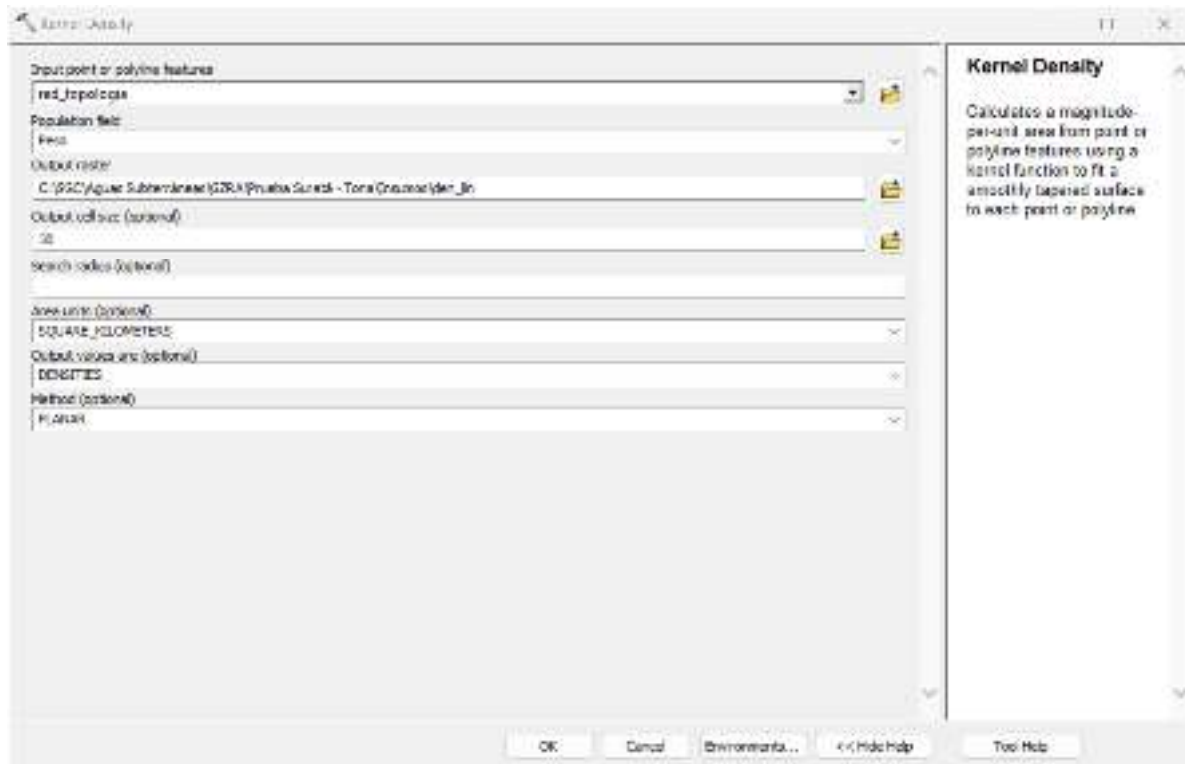 Kernel Density
Input point or polyline features
red_topologia
Population field
Peso
Output raster
Output cell size (optional)
Search radius (optional)
Area units (optional)
SQUARE_KILOMETERS
Output values are (optional)
DENSITIES
Method (optional)
PLANAR
OK
Cancel
Environments...
<< Hide Help
Kernel Density
Calculates a magnitude-
per-unit area from point or
polyline features using a
kernel function to fit a
smoothly tapered surface
to each point or polyline
Tool Help